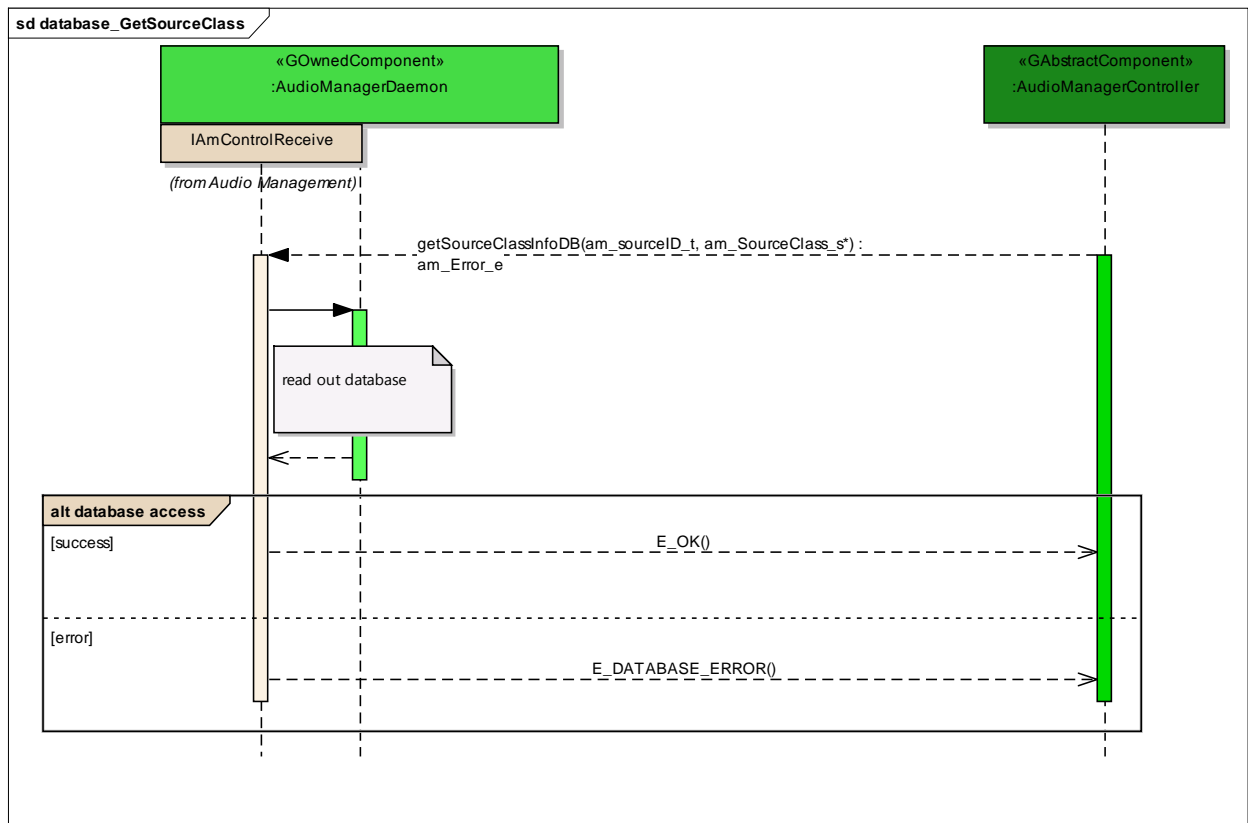 sd database_GetSourceClass
«GOwnedComponent»
:AudioManagerDaemon
«GAbstractComponent»
:AudioManagerController
IAmControlReceive
(from Audio Management)
getSourceClassInfoDB(am_sourceID_t, am_SourceClass_s*) :
am_Error_e
read out database
alt database access
[success]
E_OK()
[error]
E_DATABASE_ERROR()